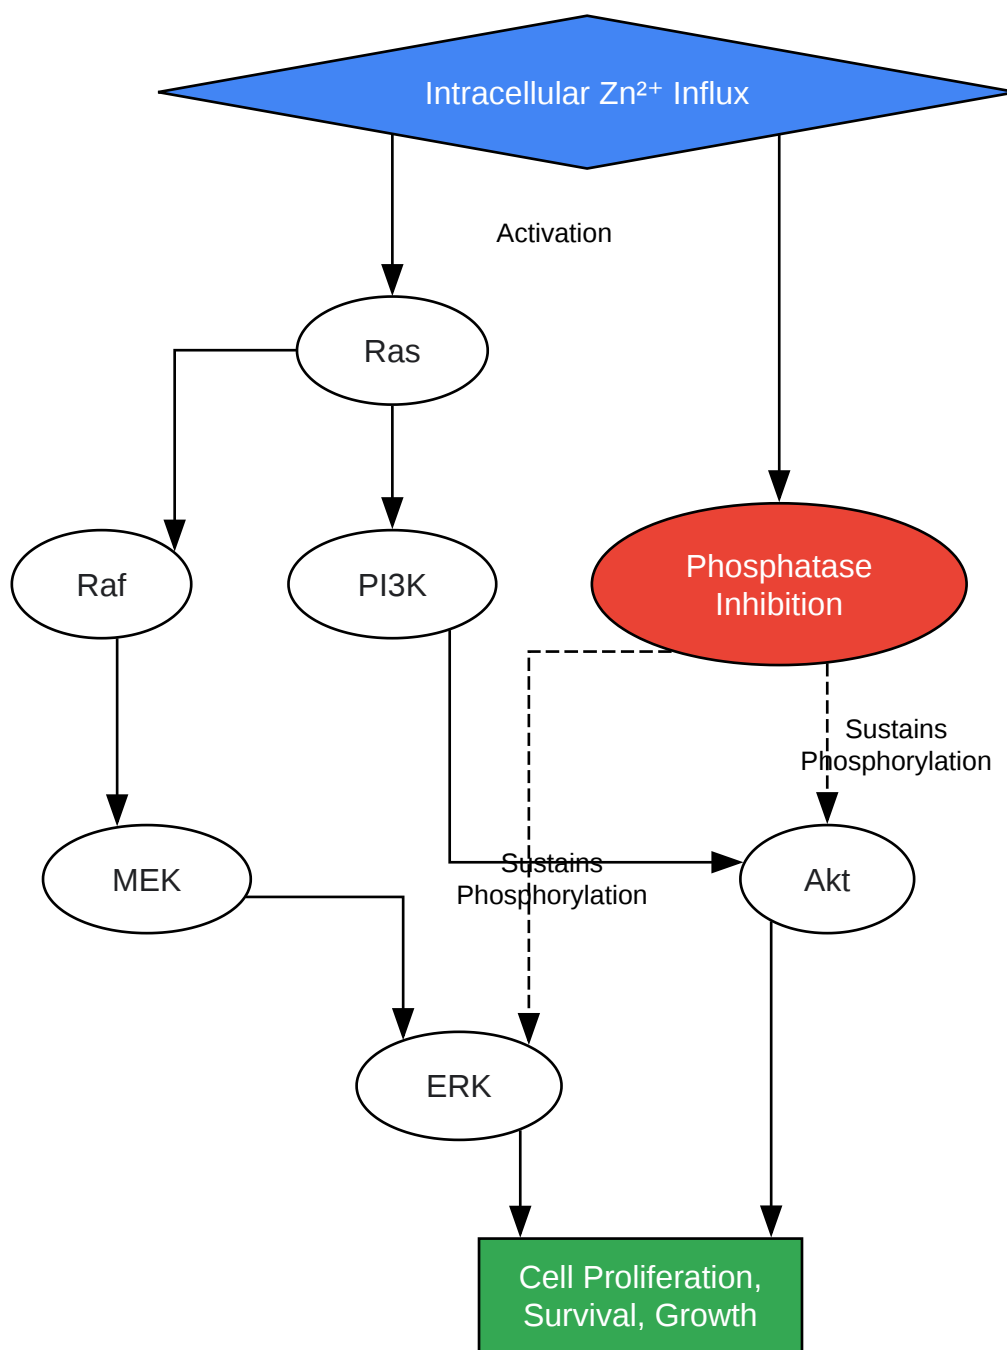 Intracellular Zn²⁺ Influx
Activation
Ras
Raf
PI3K
Phosphatase
Inhibition
Sustains
Phosphorylation
Sustains
Phosphorylation
MEK
Akt
ERK
Cell Proliferation,
Survival, Growth